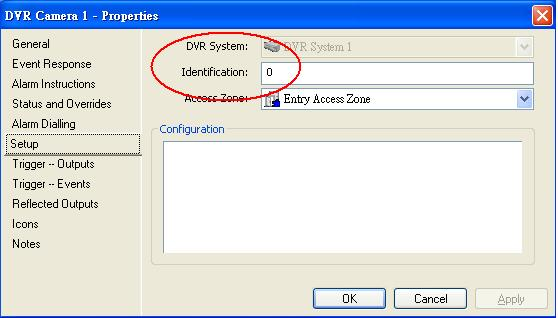 DVR Camera 1 - Properties
General
Event Response
Alarm Instructions
Status and Overrides
Alarm Dialling
Setup
Trigger -- Outputs
Trigger -- Events
Reflected Outputs
Icons
Notes
DVR System: DVR System 1
Identification: 0
Access Zone: Entry Access Zone
Configuration
OK Cancel Apply